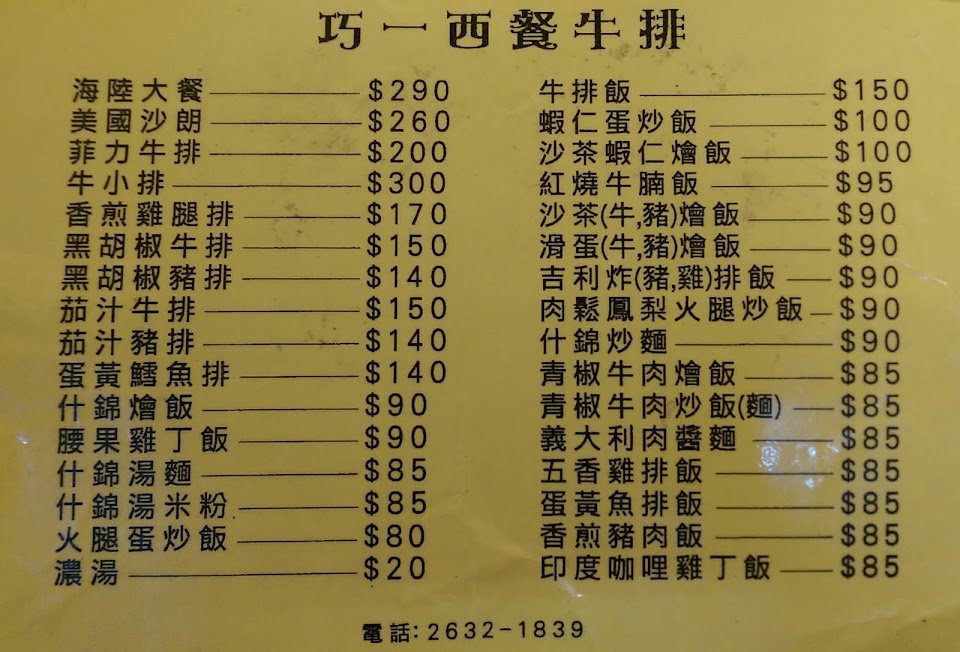 巧一西餐牛排
海陸大餐 $290
美國沙朗 $260
菲力牛排 $200
牛小排 $300
香煎雞腿排 $170
黑胡椒牛排 $150
黑胡椒豬排 $140
茄汁牛排 $150
茄汁豬排 $140
蛋黃鱈魚排 $140
什錦燴飯 $90
腰果雞丁飯 $90
什錦湯麵 $85
什錦湯米粉 $85
火腿蛋炒飯 $80
濃湯 $20
牛排飯 $150
蝦仁蛋炒飯 $100
沙茶蝦仁燴飯 $100
紅燒牛腩飯 $95
沙茶(牛,豬)燴飯 $90
滑蛋(牛,豬)燴飯 $90
吉利炸(豬,雞)排飯 $90
肉鬆鳳梨火腿炒飯 $90
什錦炒麵 $90
青椒牛肉燴飯 $85
青椒牛肉炒飯(麵) $85
義大利肉醬麵 $85
五香雞排飯 $85
蛋黃魚排飯 $85
香煎豬肉飯 $85
印度咖哩雞丁飯 $85
電話:2632-1839